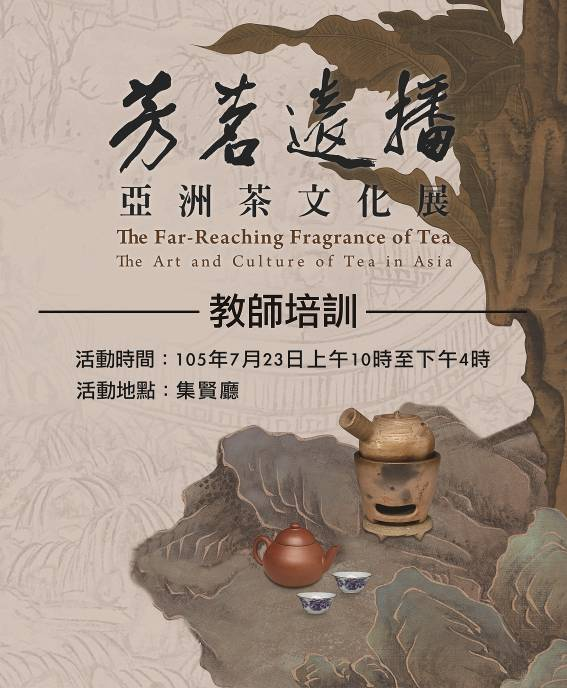 芳茗遠播
亞洲茶文化展
The Far-Reaching Fragrance of Tea
The Art and Culture of Tea in Asia
教師培訓
活動時間：105年7月23日上午10時至下午4時
活動地點：集賢廳